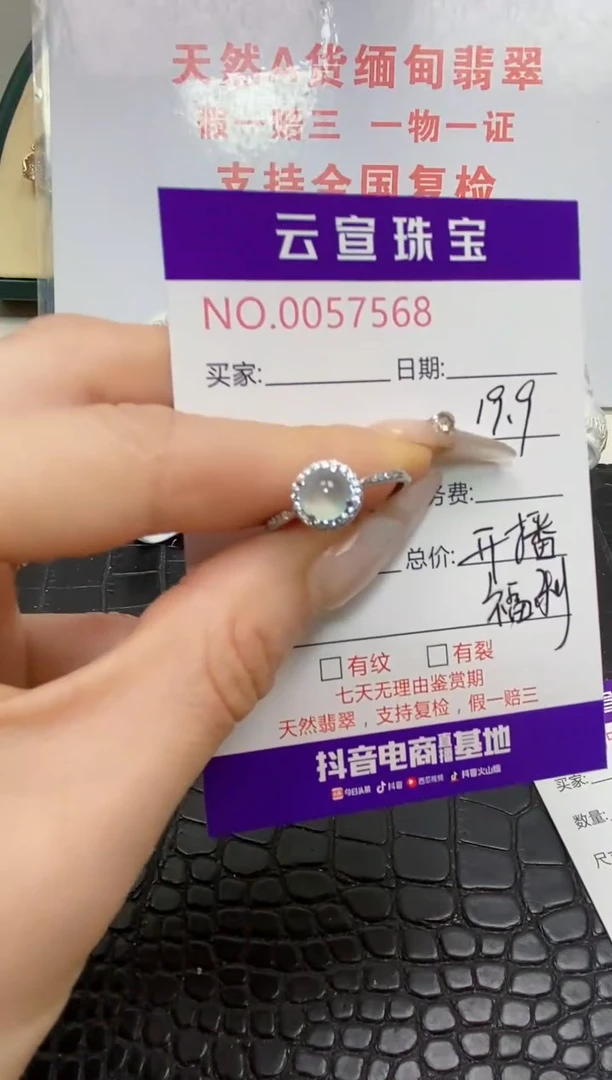 天然A货缅甸翡翠
假一赔三 一物一证
支持全国复检
云宣珠宝
NO.0057568
买家: 日期:
19.9
务费:
总价: 开播
福利
□有纹 □有裂
七天无理由鉴赏期
天然翡翠，支持复检，假一赔三
抖音电商直播基地
今日头条 抖音 西瓜视频 抖音火山版
买家:
数量: